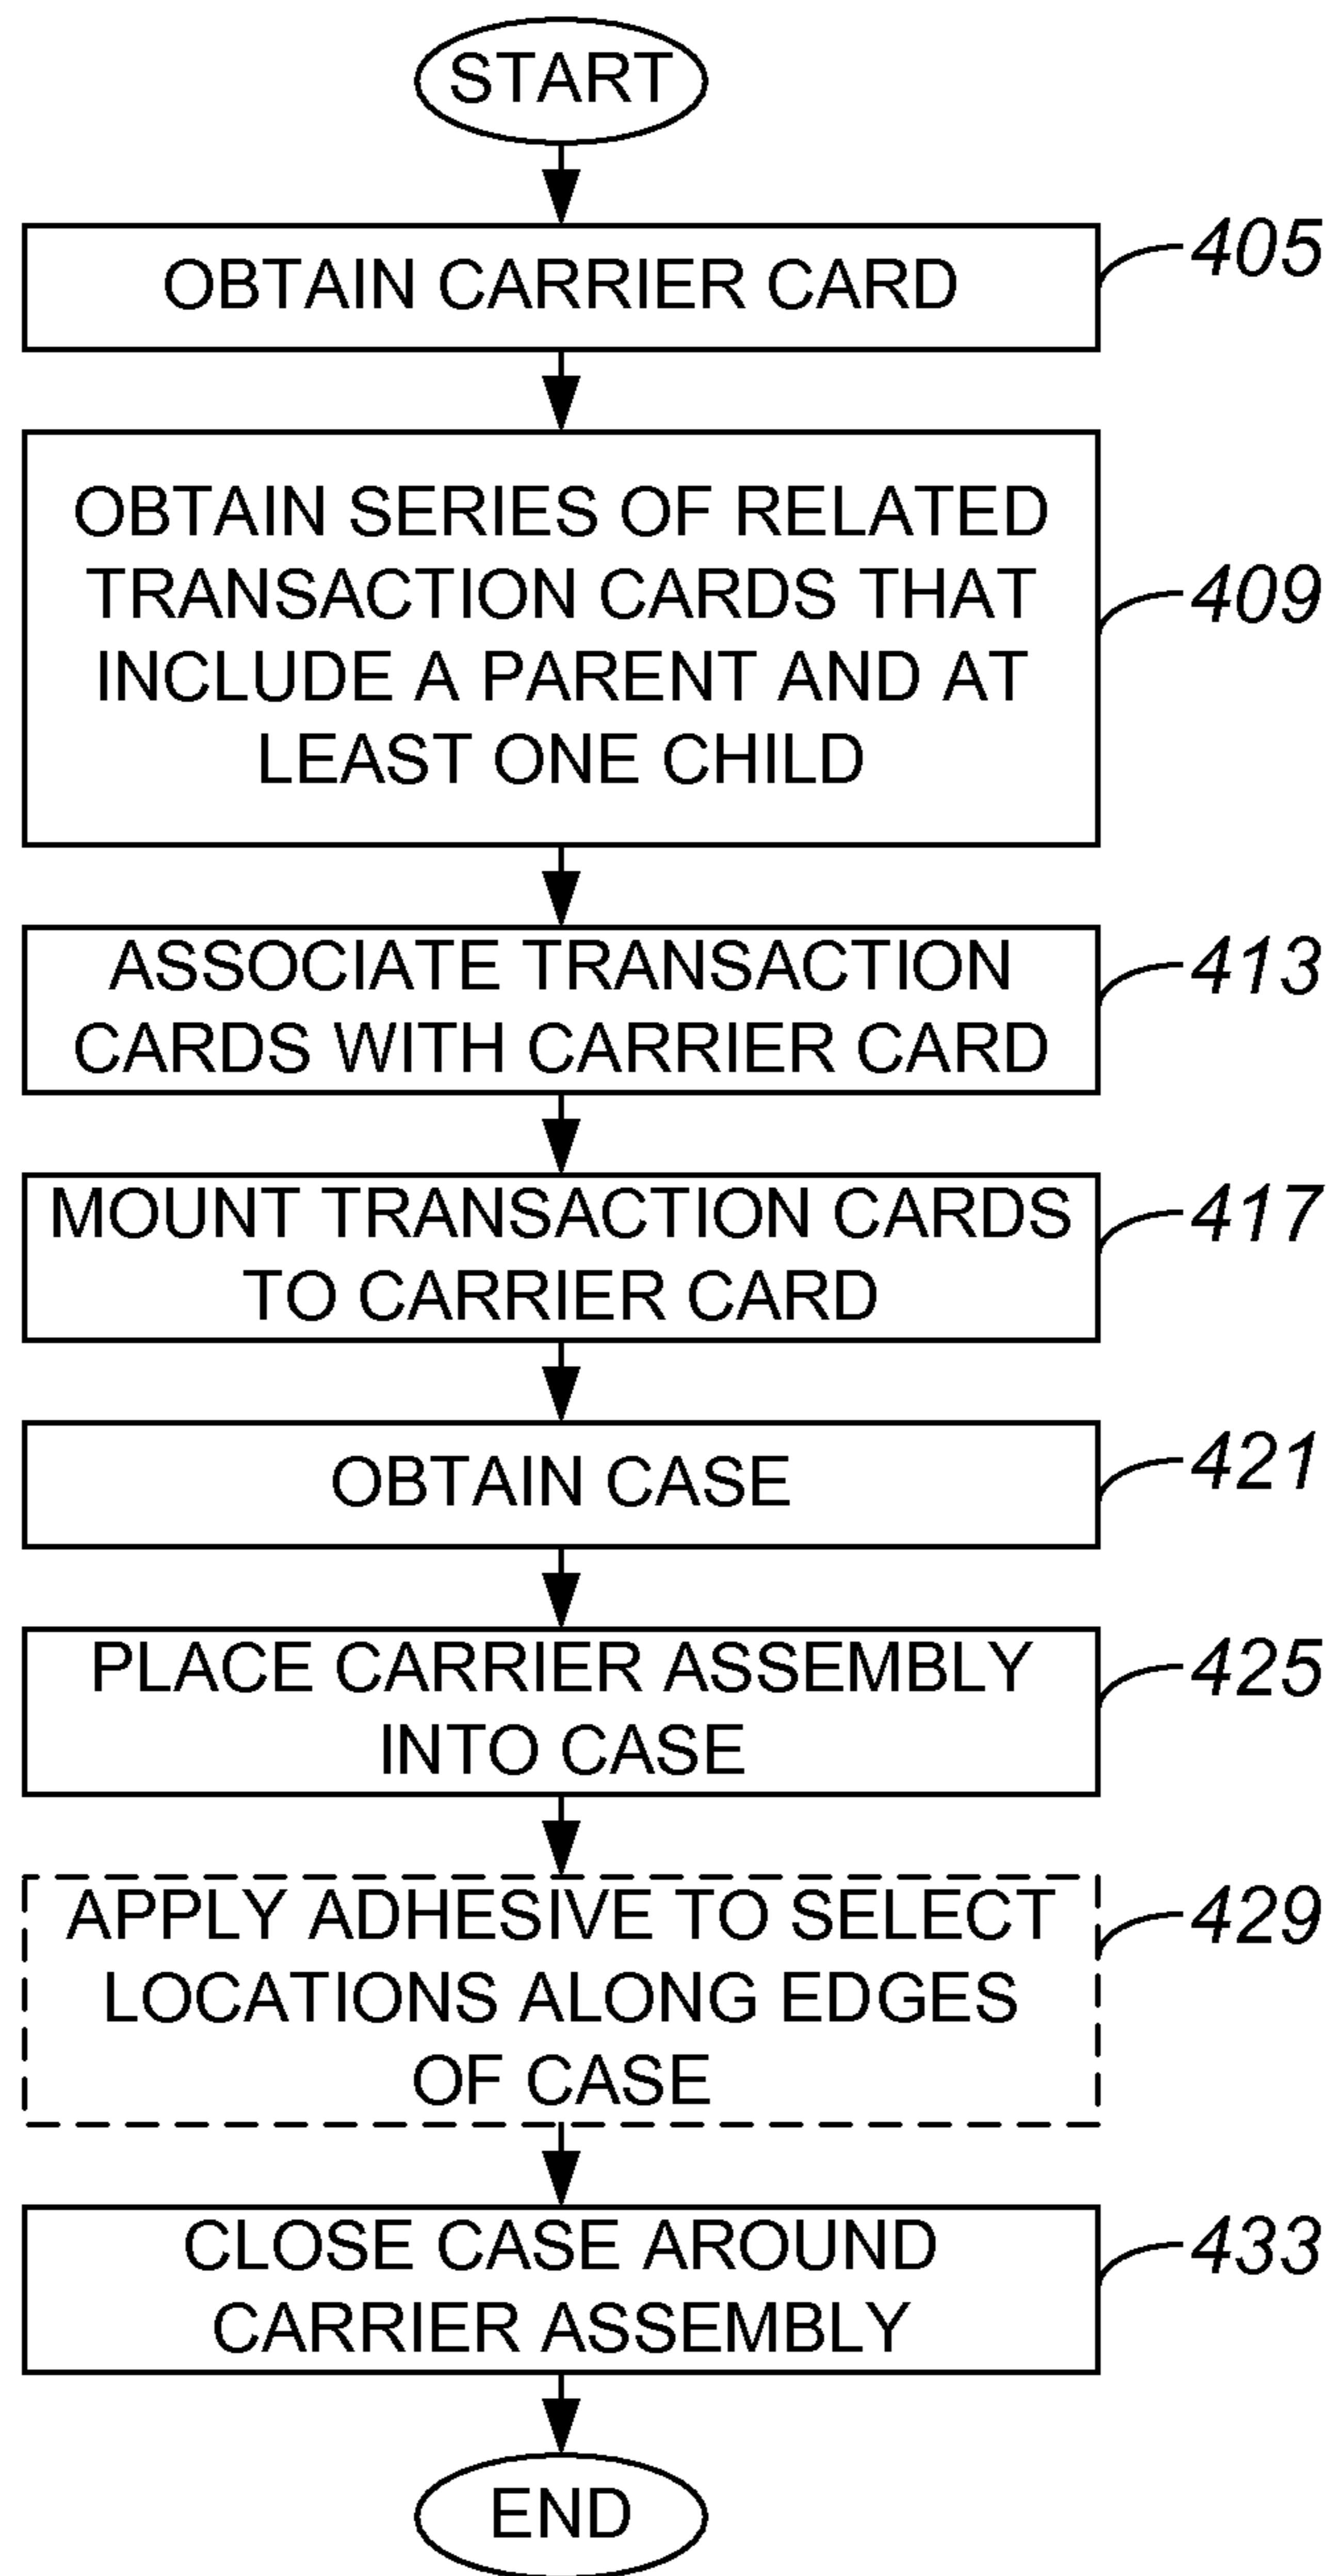 START
OBTAIN CARRIER CARD
405
OBTAIN SERIES OF RELATED
TRANSACTION CARDS THAT
INCLUDE A PARENT AND AT
LEAST ONE CHILD
409
ASSOCIATE TRANSACTION
CARDS WITH CARRIER CARD
413
MOUNT TRANSACTION CARDS
TO CARRIER CARD
417
OBTAIN CASE
421
PLACE CARRIER ASSEMBLY
INTO CASE
425
APPLY ADHESIVE TO SELECT
LOCATIONS ALONG EDGES
OF CASE
429
CLOSE CASE AROUND
CARRIER ASSEMBLY
433
END